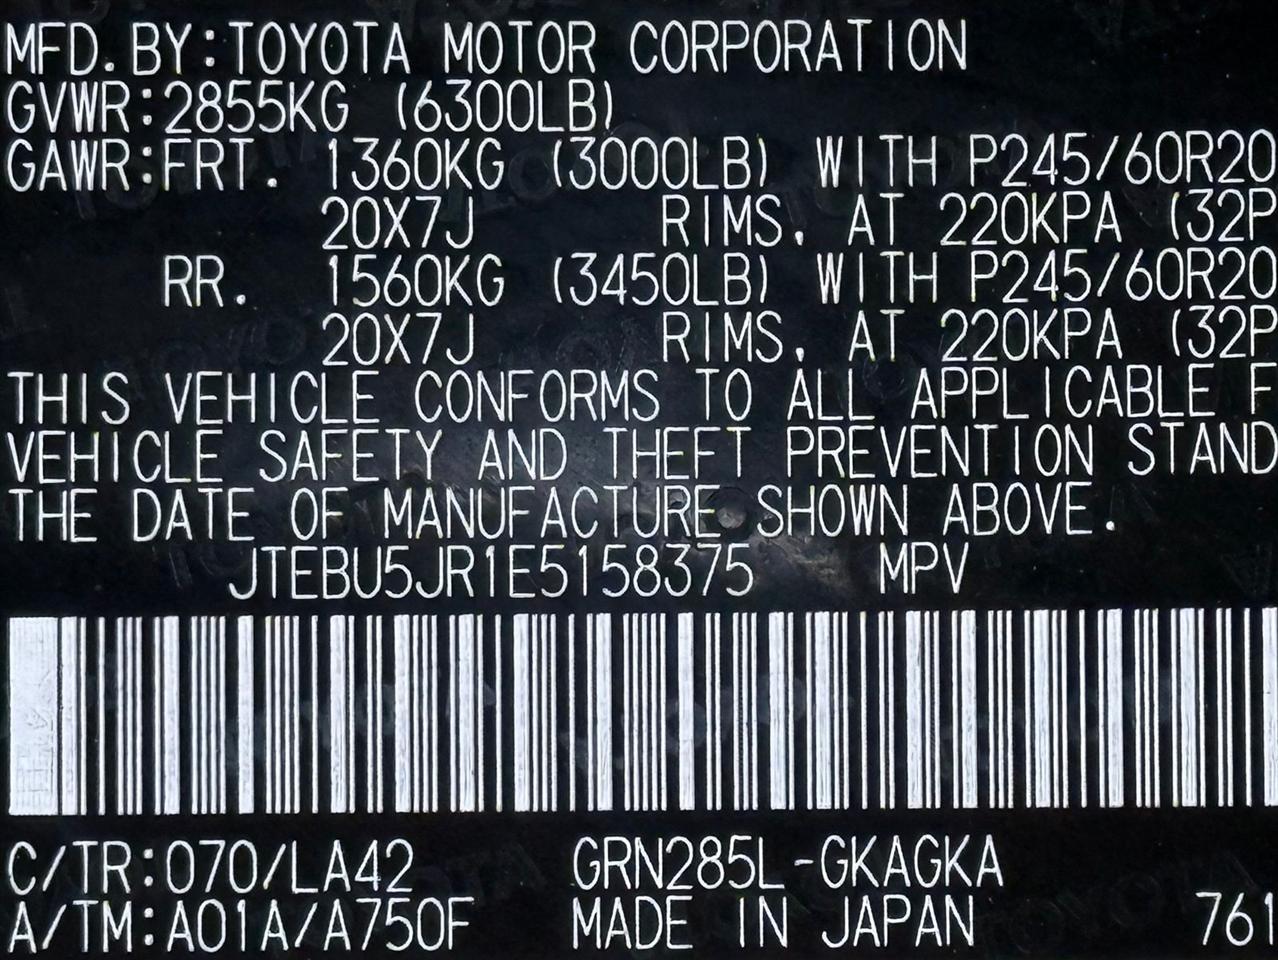 MFD.BY:TOYOTA MOTOR CORPORATION
GVWR:2855KG (6300LB)
GAWR:FRT. 1360KG (3000LB) WITH P245/60R20
20X7J RIMS, AT 220KPA (32P
RR. 1560KG (3450LB) WITH P245/60R20
20X7J RIMS, AT 220KPA (32P
THIS VEHICLE CONFORMS TO ALL APPLICABLE F
VEHICLE SAFETY AND THEFT PREVENTION STAND
THE DATE OF MANUFACTURE SHOWN ABOVE.
JTEBU5JR1E5158375 MPV
C/TR:070/LA42 GRN285L-GKAGKA
A/TM:A01A/A750F MADE IN JAPAN 761